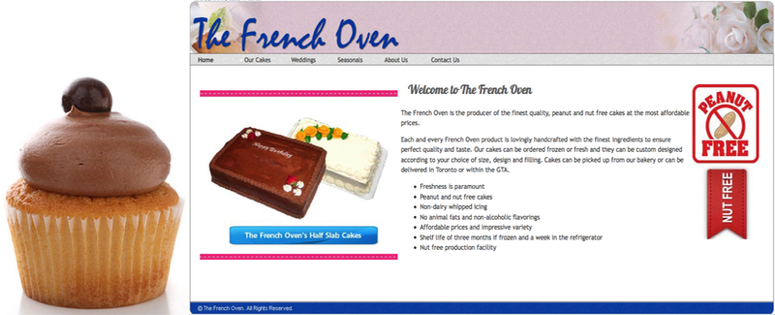 The French Oven
Home Our Cakes Weddings Seasonals About Us Contact Us
Welcome to The French Oven
The French Oven is the producer of the finest quality, peanut and nut free cakes at the most affordable
prices.
Each and every French Oven product is lovingly handcrafted with the finest ingredients to ensure
perfect quality and taste. Our cakes can be ordered frozen or fresh and they can be custom designed
according to your choice of size, design and filling. Cakes can be picked up from our bakery or can be
delivered in Toronto or within the GTA.
• Freshness is paramount
• Peanut and nut free cakes
• Non-dairy whipped icing
• No animal fats and non-alcoholic flavorings
• Affordable prices and impressive variety
• Shelf life of three months if frozen and a week in the refrigerator
• Nut free production facility
Happy Birthday
The French Oven's Half Slab Cakes
PEANUT
FREE
NUT FREE
© The French Oven. All Rights Reserved.